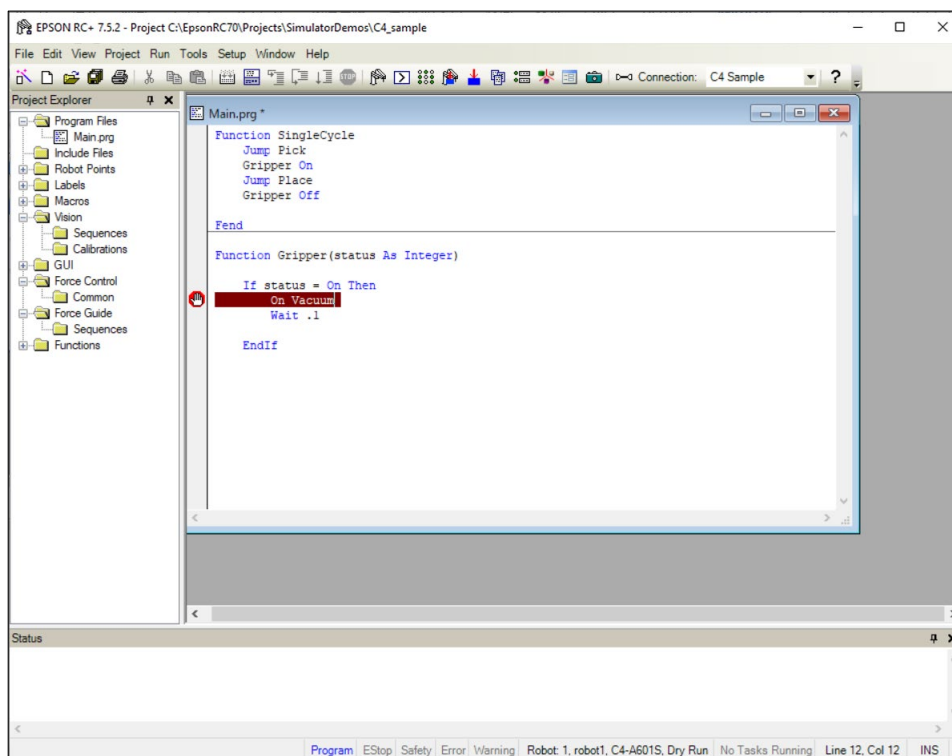 EPSON RC+ 7.5.2 - Project C:\EpsonRC70\Projects\SimulatorDemos\C4_sample
File Edit View Project Run Tools Setup Window Help
STOP
Connection: C4 Sample
?
Project Explorer
Program Files
Main.prg
Include Files
Robot Points
Labels
Macros
Vision
Sequences
Calibrations
GUI
Force Control
Common
Force Guide
Sequences
Functions
Main.prg *
Function SingleCycle
Jump Pick
Gripper On
Jump Place
Gripper Off
Fend
Function Gripper(status As Integer)
If status = On Then
On Vacuum
Wait .1
EndIf
Status
Program EStop Safety Error Warning Robot: 1, robot1, C4-A601S, Dry Run No Tasks Running Line 12, Col 12 INS